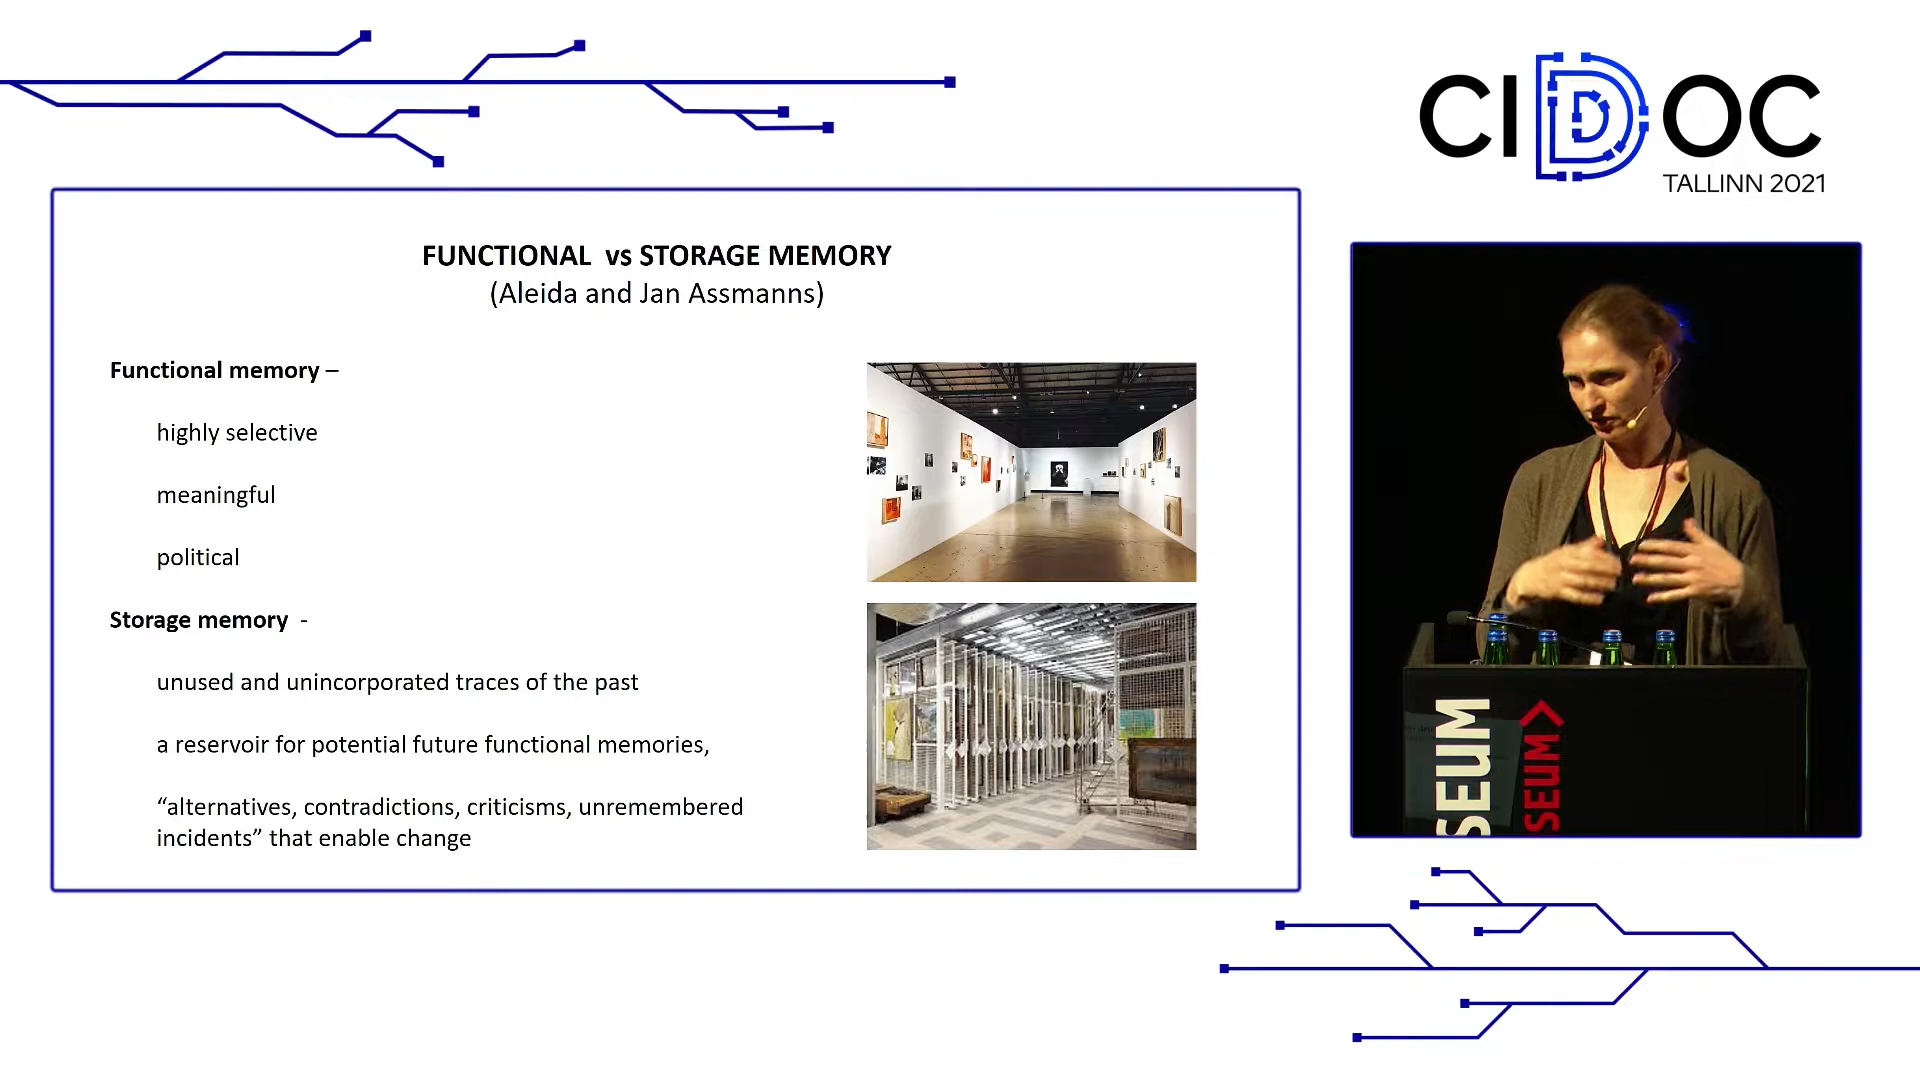 CIDOC
TALLINN 2021
FUNCTIONAL vs STORAGE MEMORY
(Aleida and Jan Assmanns)
Functional memory –
highly selective
meaningful
political
Storage memory -
unused and unincorporated traces of the past
a reservoir for potential future functional memories,
“alternatives, contradictions, criticisms, unremembered
incidents” that enable change
SEUM
SEUM